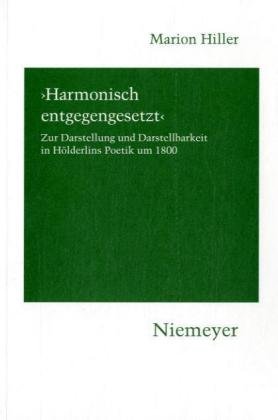 Marion Hiller
›Harmonisch
entgegengesetzt‹
Zur Darstellung und Darstellbarkeit
in Hölderlins Poetik um 1800
Niemeyer